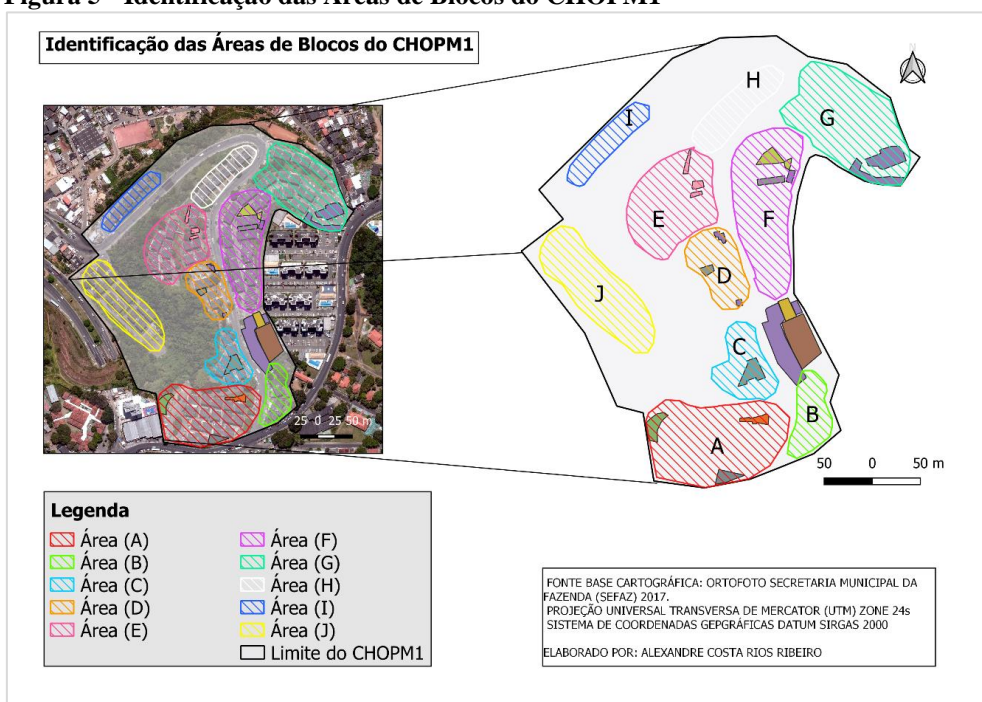 Figura 5 - Identificação das Áreas de Blocos do CHOPM1
Identificação das Áreas de Blocos do CHOPM1
N
H
G
I
E
F
D
J
C
B
A
25 0 25 50 m
50 0 50 m
Legenda
Área (A)
Área (B)
Área (C)
Área (D)
Área (E)
Área (F)
Área (G)
Área (H)
Área (I)
Área (J)
Limite do CHOPM1
FONTE BASE CARTOGRÁFICA: ORTOFOTO SECRETARIA MUNICIPAL DA
FAZENDA (SEFAZ) 2017.
PROJEÇÃO UNIVERSAL TRANSVERSA DE MERCATOR (UTM) ZONE 24s
SISTEMA DE COORDENADAS GEPGRÁFICAS DATUM SIRGAS 2000
ELABORADO POR: ALEXANDRE COSTA RIOS RIBEIRO